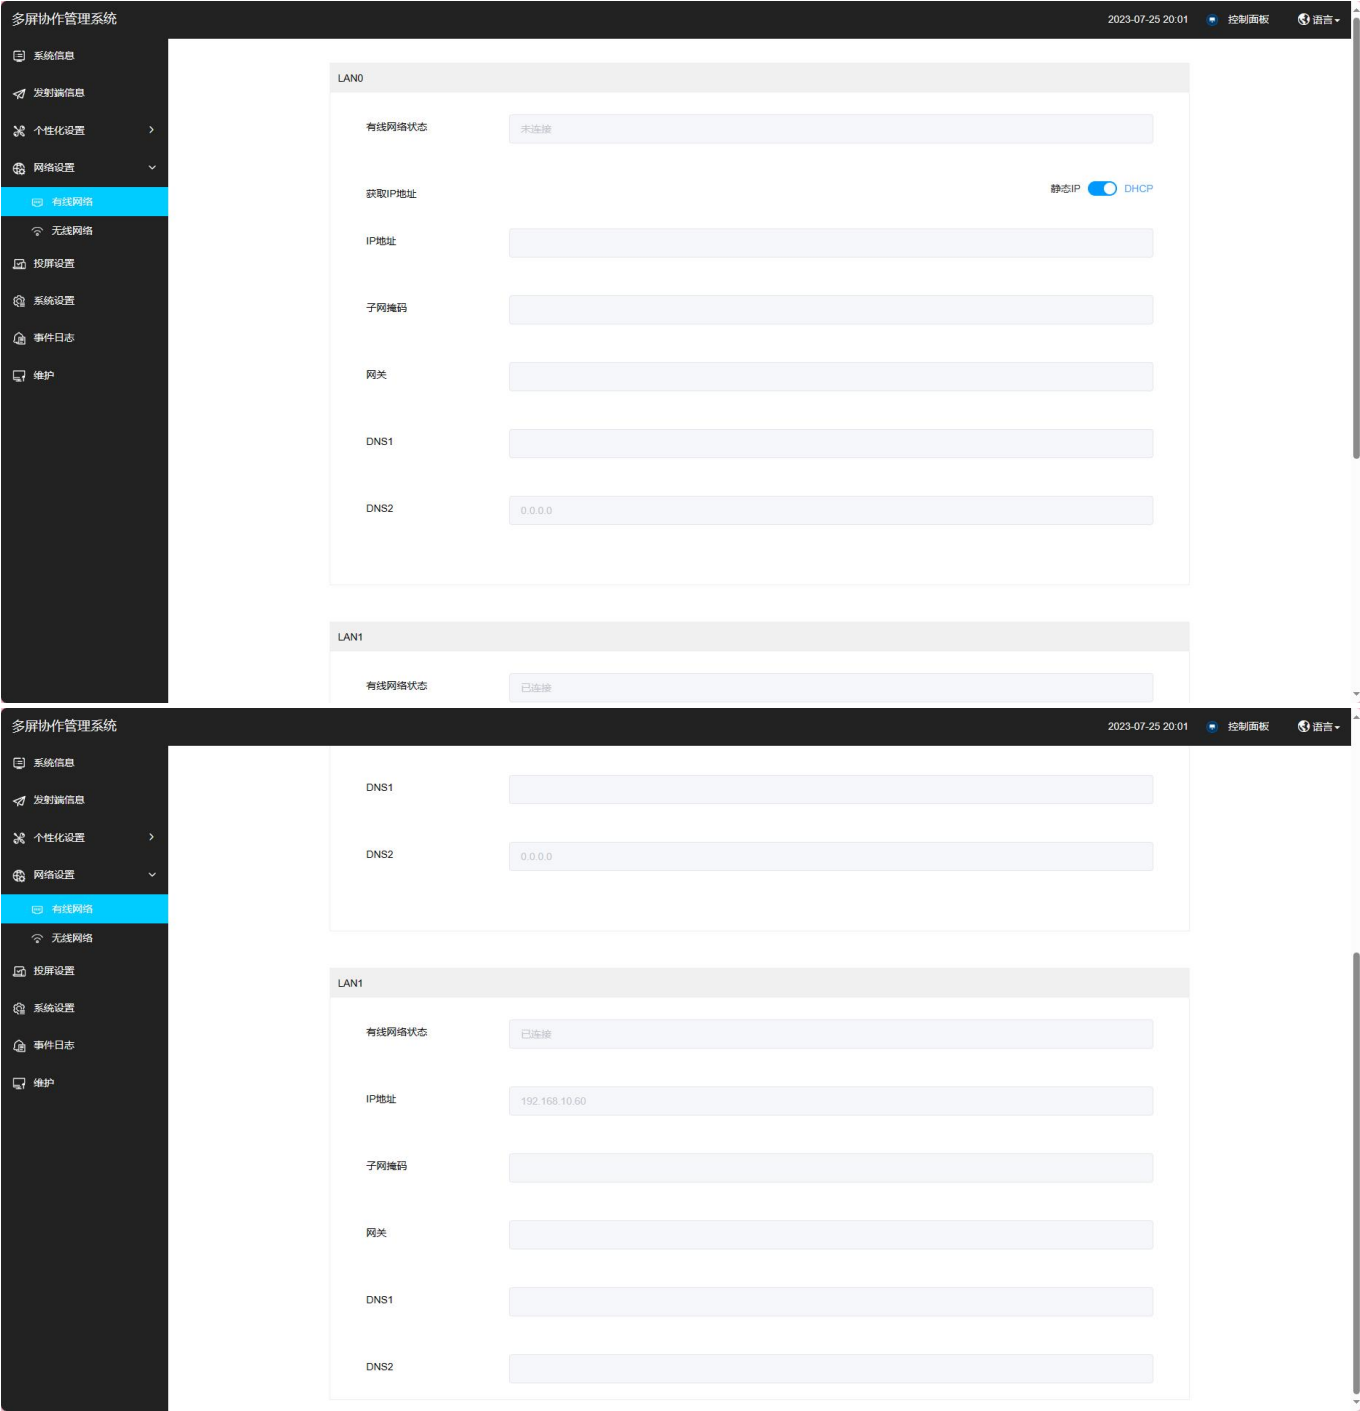 多屏协作管理系统
2023-07-25 20:01 控制面板 语言
系统信息
发射端信息
个性化设置
网络设置
有线网络
无线网络
投屏设置
系统设置
事件日志
维护
LAN0
有线网络状态 未连接
获取IP地址 静态IP DHCP
IP地址
子网掩码
网关
DNS1
DNS2 0.0.0.0
LAN1
有线网络状态 已连接
多屏协作管理系统
2023-07-25 20:01 控制面板 语言
系统信息
发射端信息
个性化设置
网络设置
有线网络
无线网络
投屏设置
系统设置
事件日志
维护
DNS1
DNS2 0.0.0.0
LAN1
有线网络状态 已连接
IP地址 192.168.10.60
子网掩码
网关
DNS1
DNS2